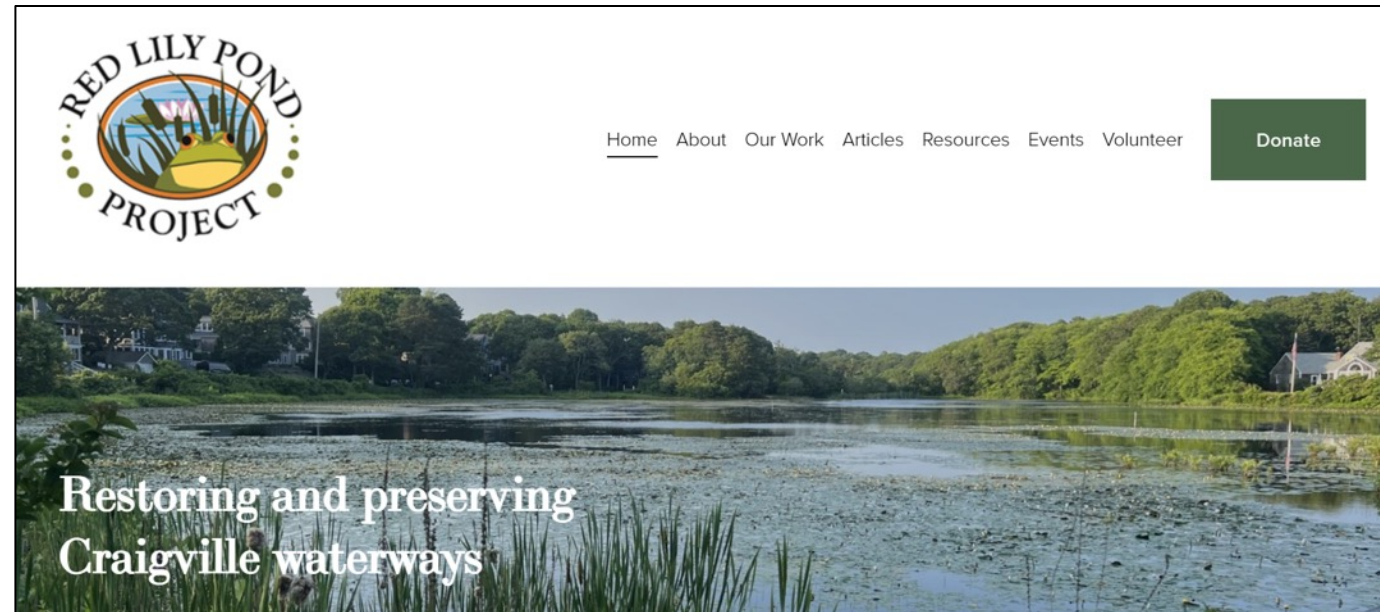 RED LILY POND
PROJECT
Home About Our Work Articles Resources Events Volunteer Donate
Restoring and preserving
Craigville waterways